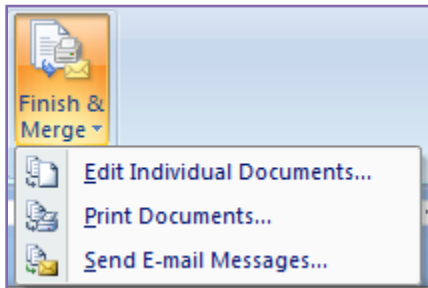 Finish &
Merge
Edit Individual Documents...
Print Documents...
Send E-mail Messages...